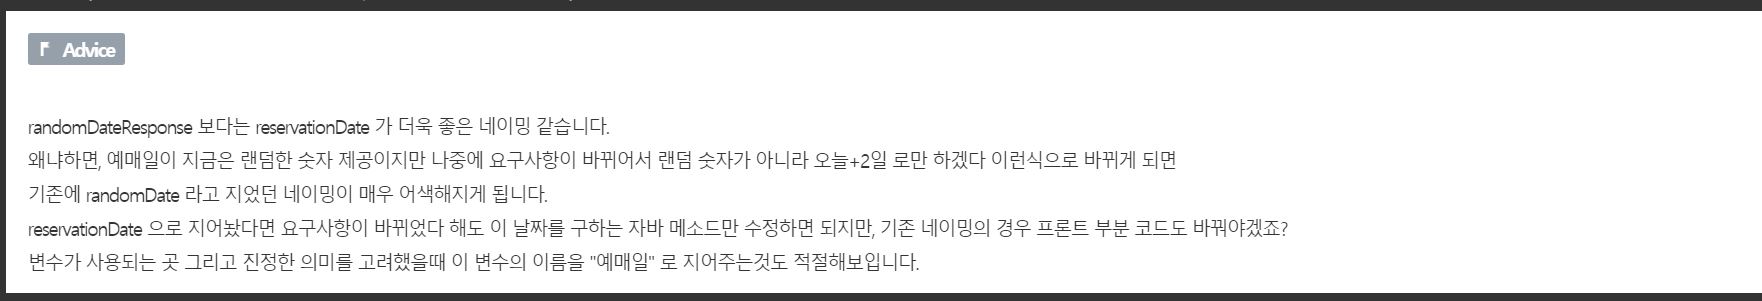 Advice
randomDateResponse 보다는 reservationDate 가 더욱 좋은 네이밍 같습니다.
왜냐하면, 예매일이 지금은 랜덤한 숫자 제공이지만 나중에 요구사항이 바뀌어서 랜덤 숫자가 아니라 오늘+2일 로만 하겠다 이런식으로 바뀌게 되면
기존에 randomDate 라고 지었던 네이밍이 매우 어색해지게 됩니다.
reservationDate 으로 지어놨다면 요구사항이 바뀌었다 해도 이 날짜를 구하는 자바 메소드만 수정하면 되지만, 기존 네이밍의 경우 프론트 부분 코드도 바꿔야겠죠?
변수가 사용되는 곳 그리고 진정한 의미를 고려했을때 이 변수의 이름을 "예매일" 로 지어주는것도 적절해보입니다.